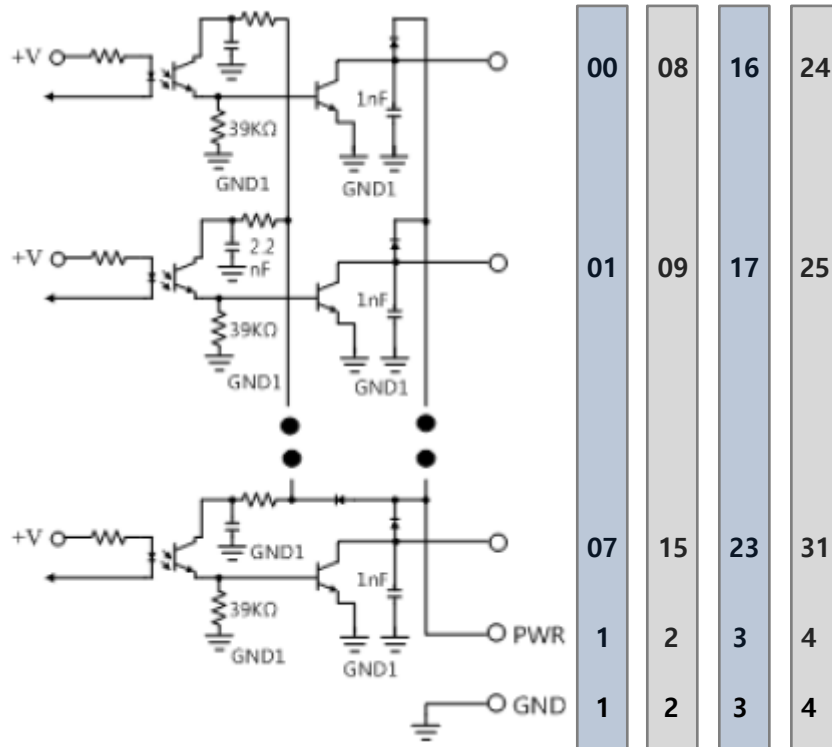 +V
39KΩ
GND1
1nF
GND1
00 08 16 24
+V
2.2
nF
39KΩ
GND1
1nF
GND1
01 09 17 25
+V
GND1
39KΩ
GND1
1nF
GND1
07 15 23 31
PWR 1 2 3 4
GND 1 2 3 4